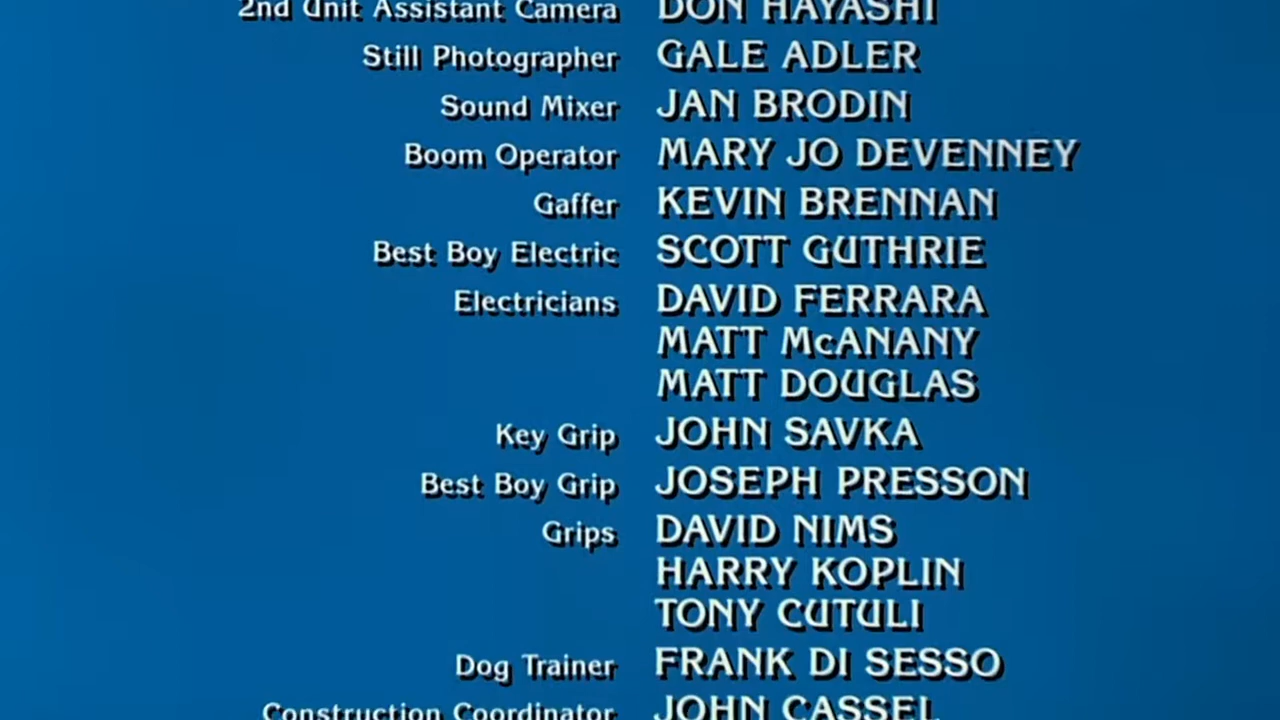 2nd Unit Assistant Camera DON HAYASHI
Still Photographer GALE ADLER
Sound Mixer JAN BRODIN
Boom Operator MARY JO DEVENNEY
Gaffer KEVIN BRENNAN
Best Boy Electric SCOTT GUTHRIE
Electricians DAVID FERRARA
MATT McANANY
MATT DOUGLAS
Key Grip JOHN SAVKA
Best Boy Grip JOSEPH PRESSON
Grips DAVID NIMS
HARRY KOPLIN
TONY CUTULI
Dog Trainer FRANK DI SESSO
Construction Coordinator JOHN CASSEL